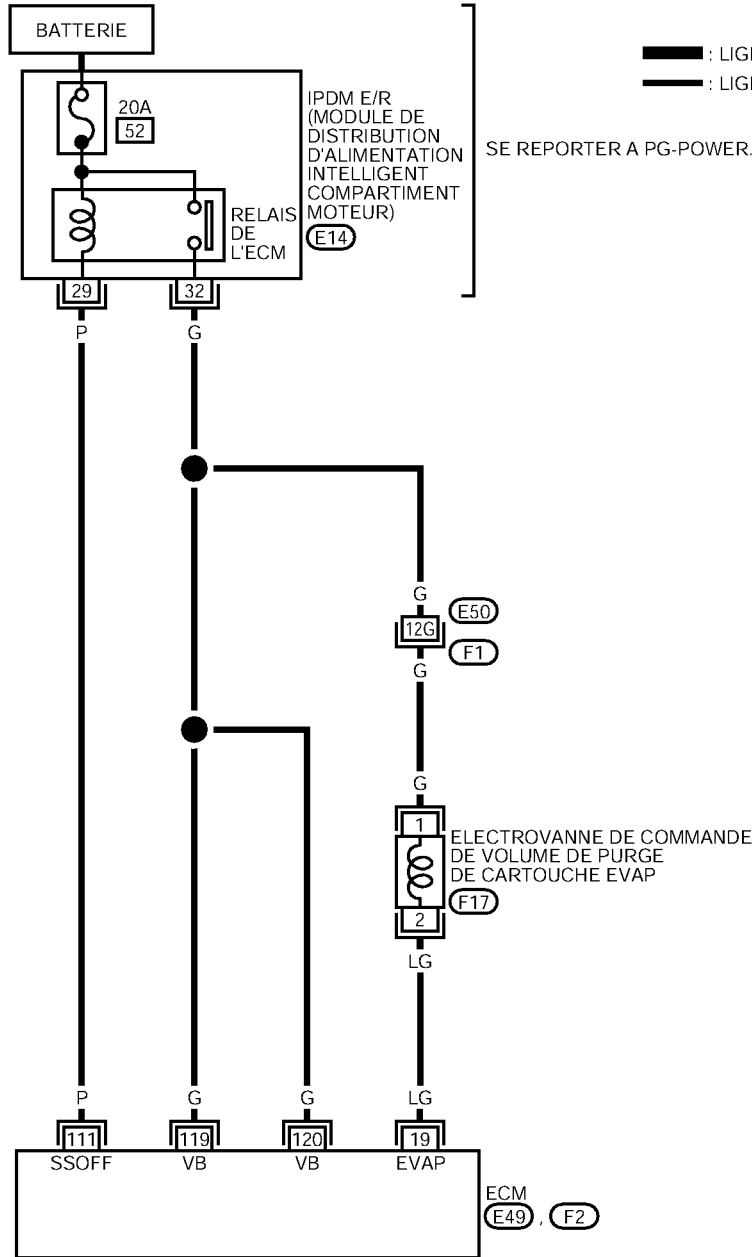 BATTERIE
20A
52
IPDM E/R
(MODULE DE
DISTRIBUTION
D'ALIMENTATION
INTELLIGENT
COMPARTIMENT
MOTEUR)
E14
RELAIS
DE
L'ECM
SE REPORTER A PG-POWER.
29
32
P
G
G
E50
12G
F1
G
G
1
ELECTROVANNE DE COMMANDE
DE VOLUME DE PURGE
DE CARTOUCHE EVAP
F17
2
LG
P
G
G
LG
111
119
120
19
SSOFF
VB
VB
EVAP
ECM
E49 , F2